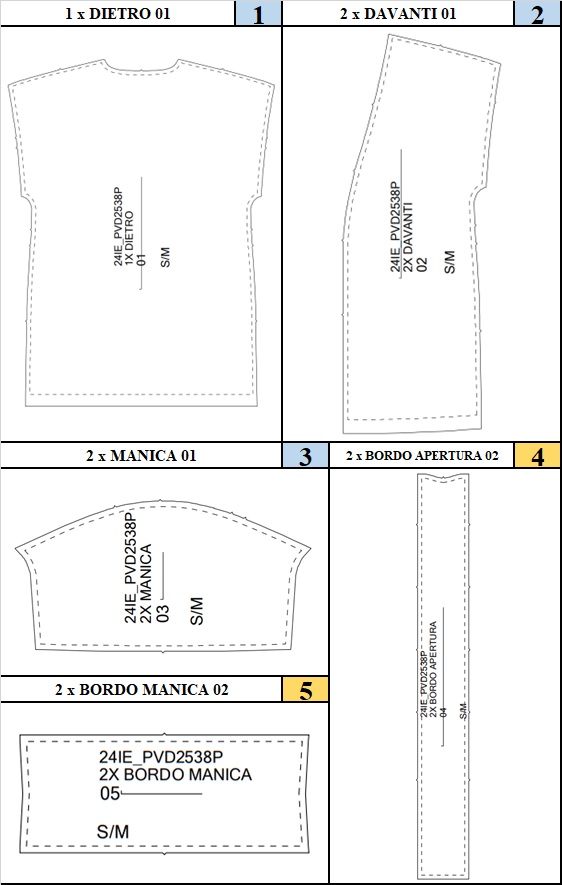 1 x DIETRO 01
1
2 x DAVANTI 01
2
24IE_PVD2538P
1X DIETRO
01
S/M
24IE_PVD2538P
2X DAVANTI
02
S/M
2 x MANICA 01
3
2 x BORDO APERTURA 02
4
24IE_PVD2538P
2X MANICA
03
S/M
24IE_PVD2538P
2X BORDO APERTURA
04
S/M
2 x BORDO MANICA 02
5
24IE_PVD2538P
2X BORDO MANICA
05
S/M